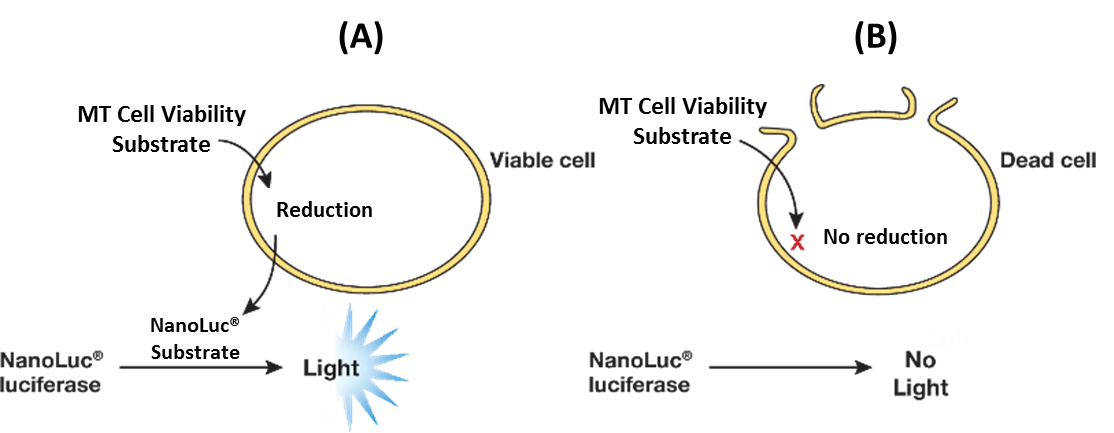 (A)
MT Cell Viability
Substrate
Viable cell
Reduction
NanoLuc®
Substrate
NanoLuc®
luciferase
Light
(B)
MT Cell Viability
Substrate
Dead cell
X
No reduction
NanoLuc®
luciferase
No
Light